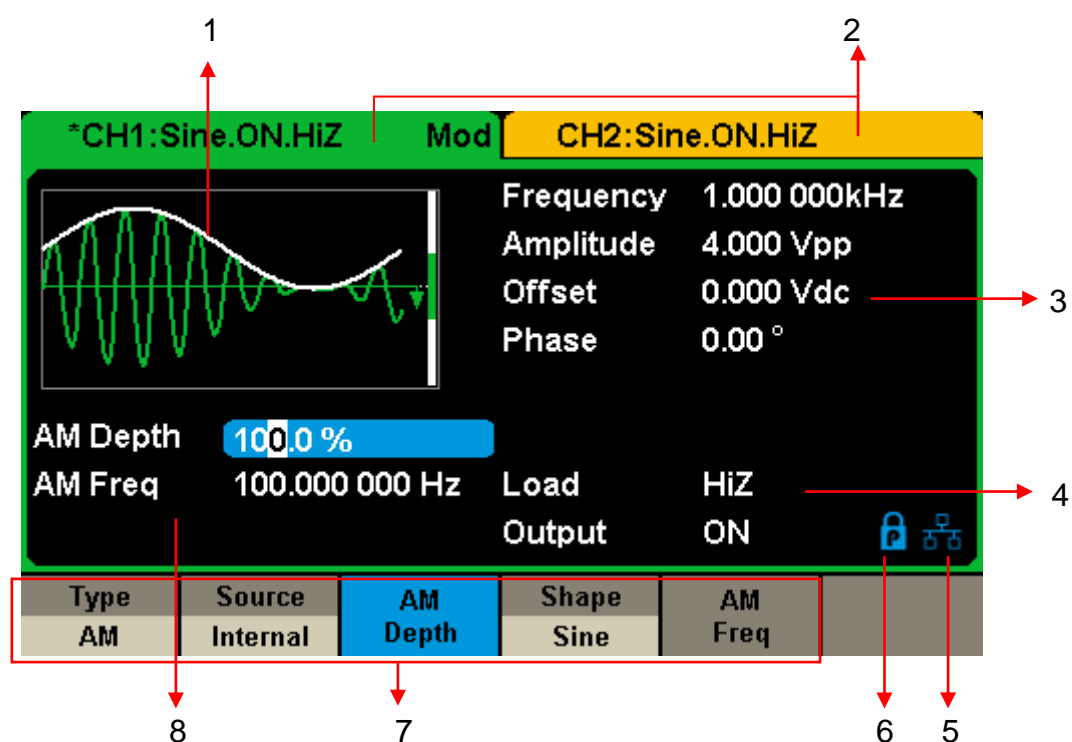 1
2
*CH1:Sine.ON.HiZ Mod
CH2:Sine.ON.HiZ
Frequency 1.000 000kHz
Amplitude 4.000 Vpp
Offset 0.000 Vdc
3
Phase 0.00 °
AM Depth 100.0 %
AM Freq 100.000 000 Hz
Load HiZ
4
Output ON
P
Type
AM
Source
Internal
AM
Depth
Shape
Sine
AM
Freq
8
7
6
5